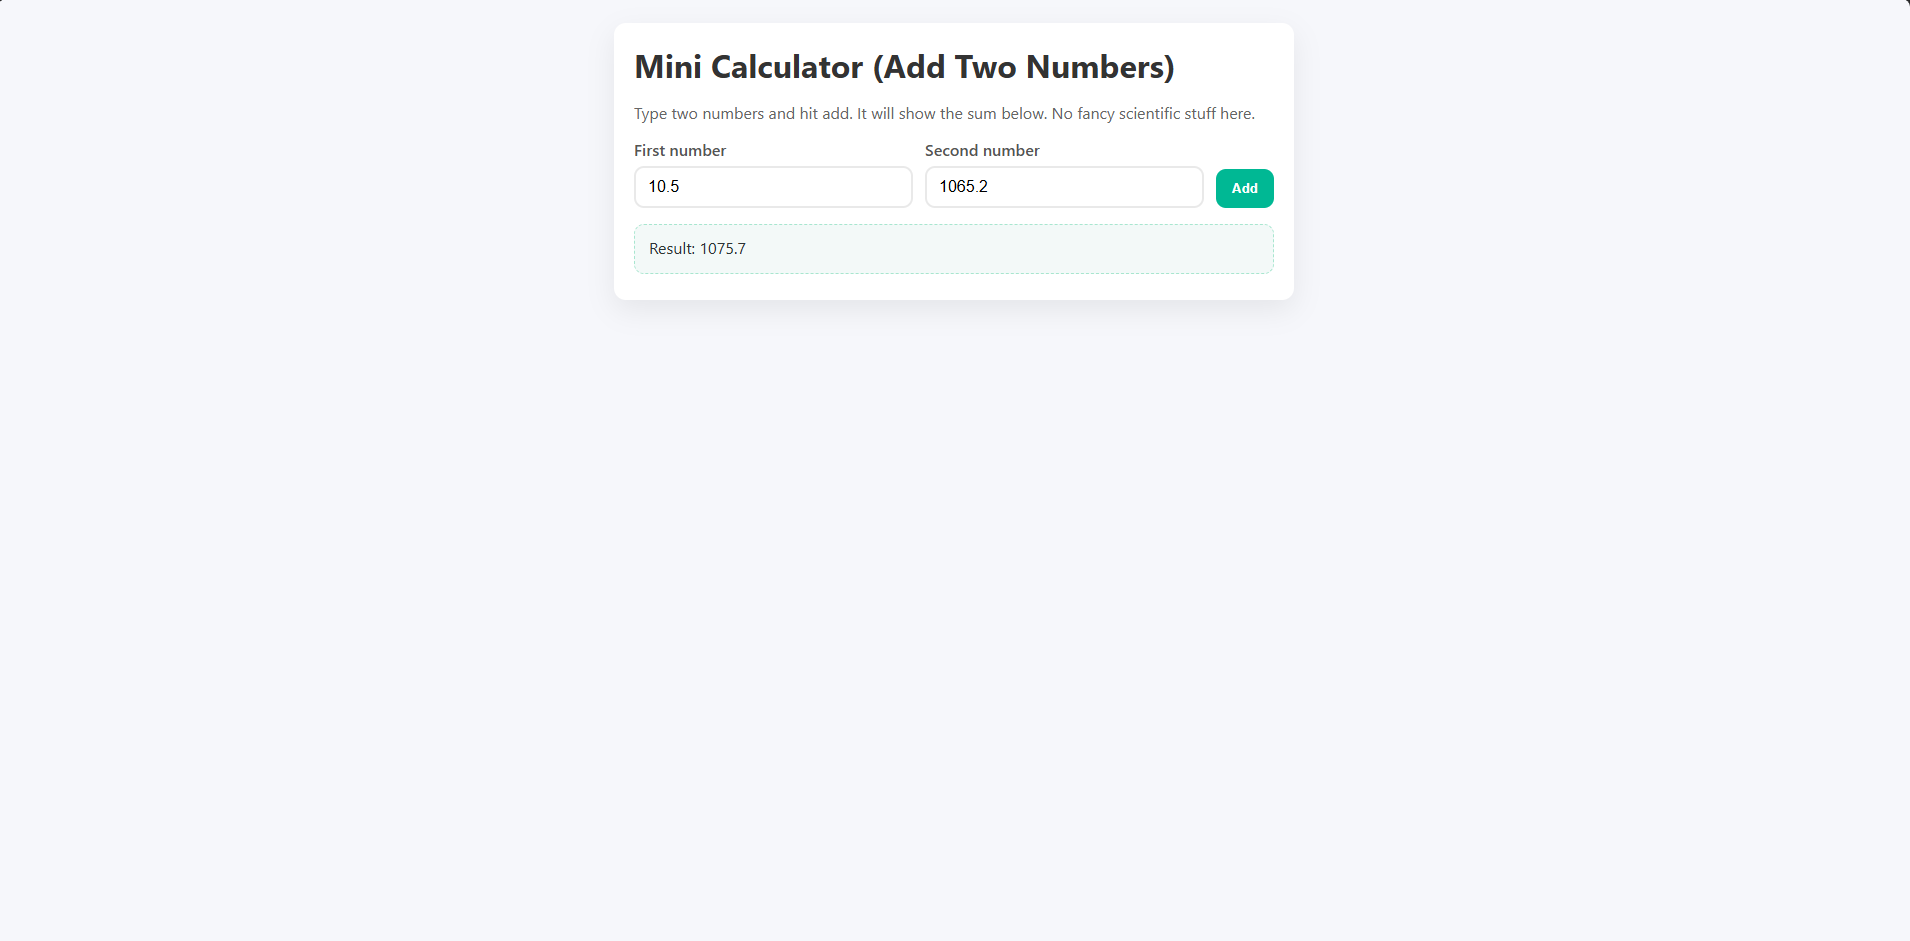 Mini Calculator (Add Two Numbers)
Type two numbers and hit add. It will show the sum below. No fancy scientific stuff here.
First number Second number
10.5 1065.2 Add
Result: 1075.7